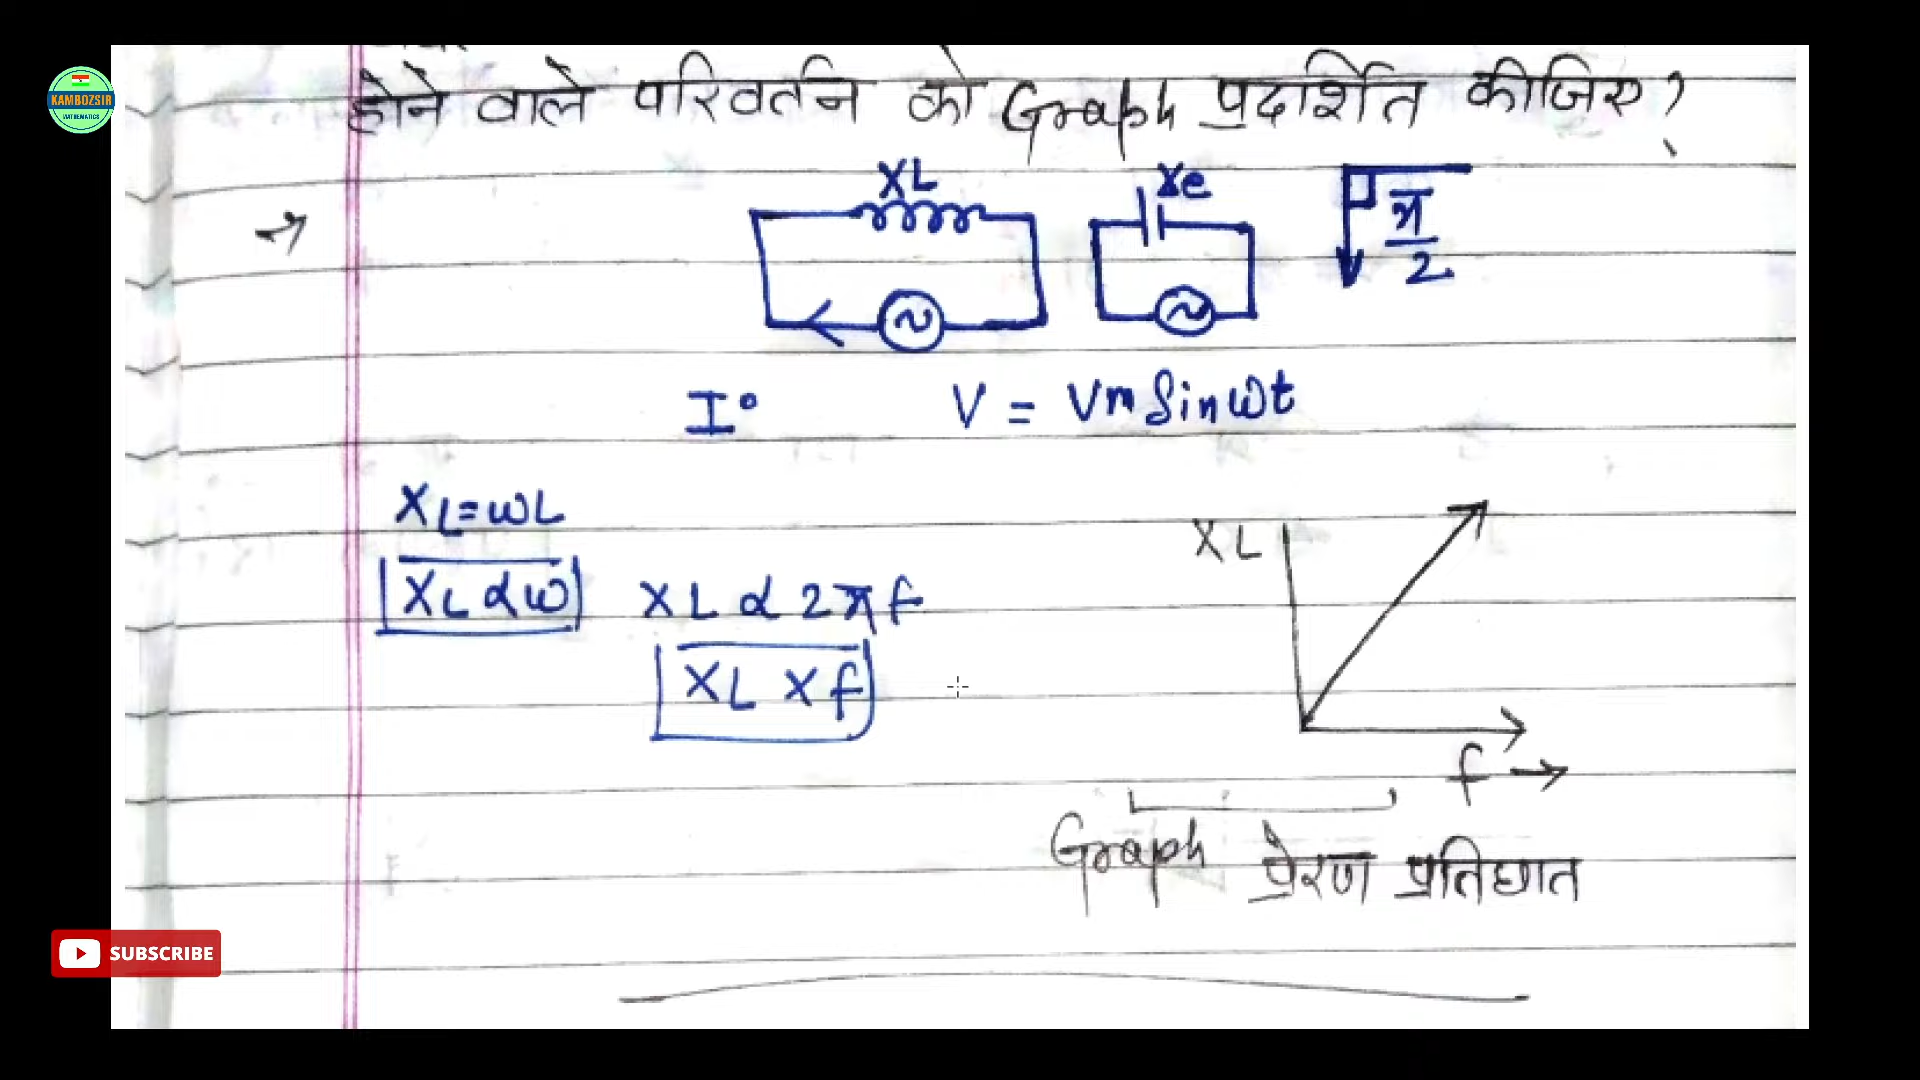 होने वाले परिवर्तन को Graph प्रदर्शित कीजिए?
XL
Xc
π/2
I°
V = Vm Sinωt
XL=ωL
XL α ω
XL α 2πf
XL
XL x f
f →
Graph प्रेरण प्रतिघात
KAMBOZSIR
MATHEMATICS
SUBSCRIBE